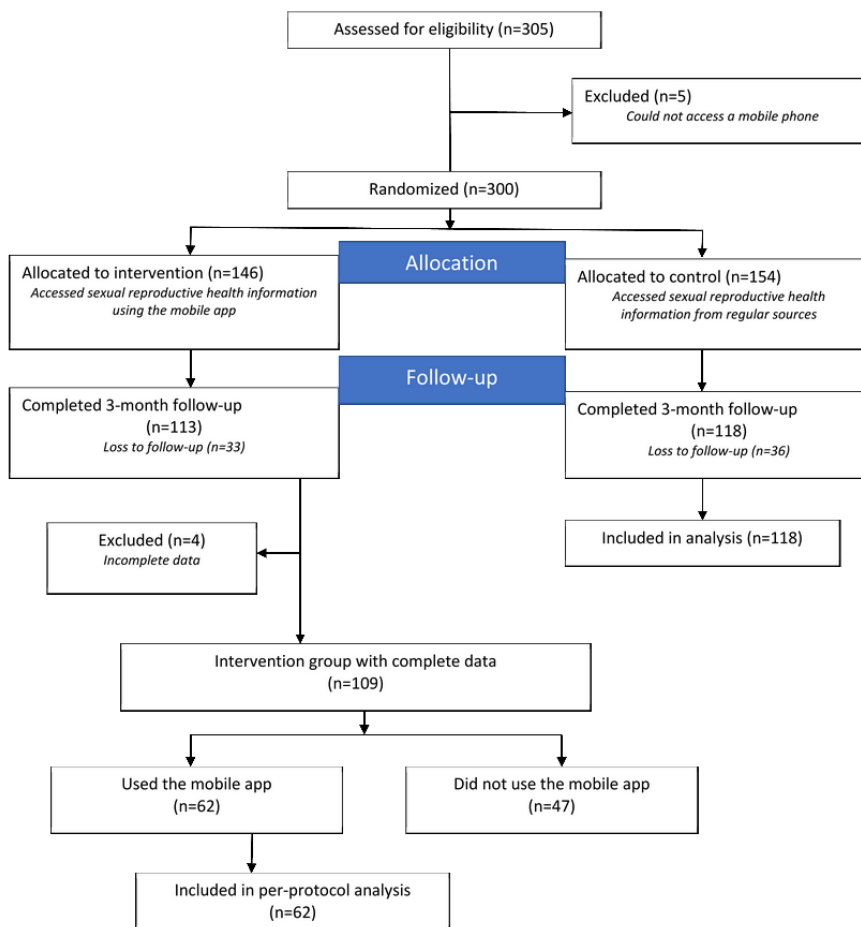 Assessed for eligibility (n=305)
Excluded (n=5)
Could not access a mobile phone
Randomized (n=300)
Allocation
Allocated to intervention (n=146)
Accessed sexual reproductive health information
using the mobile app
Allocated to control (n=154)
Accessed sexual reproductive health
information from regular sources
Follow-up
Completed 3-month follow-up
(n=113)
Loss to follow-up (n=33)
Completed 3-month follow-up
(n=118)
Loss to follow-up (n=36)
Excluded (n=4)
Incomplete data
Included in analysis (n=118)
Intervention group with complete data
(n=109)
Used the mobile app
(n=62)
Did not use the mobile app
(n=47)
Included in per-protocol analysis
(n=62)